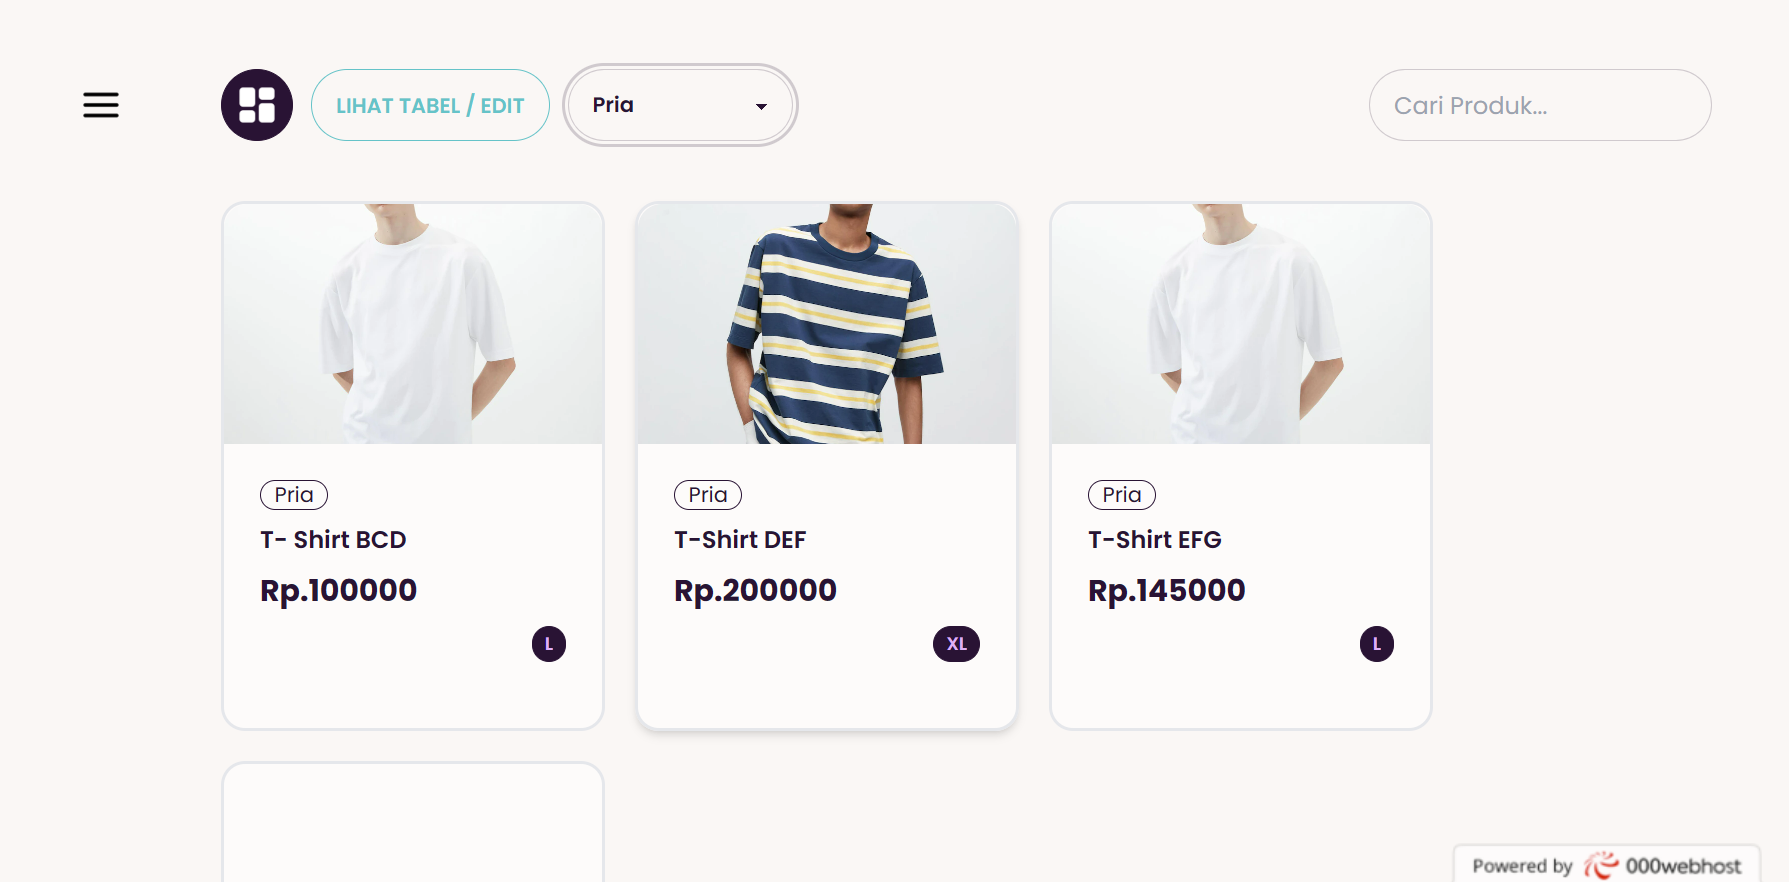 LIHAT TABEL / EDIT
Pria
Cari Produk...
Pria
T- Shirt BCD
Rp.100000
L
Pria
T-Shirt DEF
Rp.200000
XL
Pria
T-Shirt EFG
Rp.145000
L
Powered by 000webhost